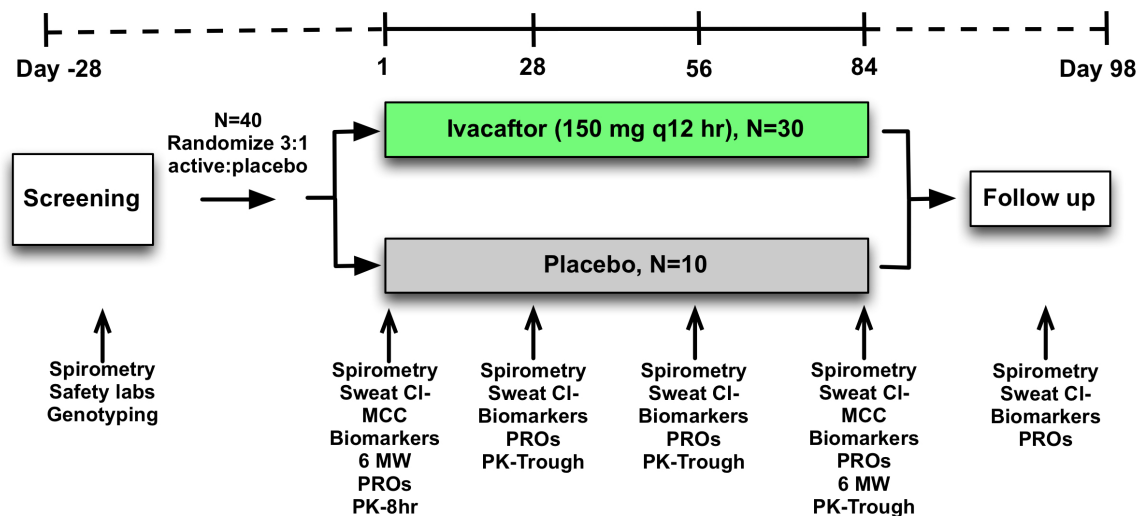 Day -28
1
28
56
84
Day 98
N=40
Randomize 3:1
active:placebo
Screening
Ivacaftor (150 mg q12 hr), N=30
Placebo, N=10
Follow up
Spirometry
Safety labs
Genotyping
Spirometry
Sweat Cl-
MCC
Biomarkers
6 MW
PROs
PK-8hr
Spirometry
Sweat Cl-
Biomarkers
PROs
PK-Trough
Spirometry
Sweat Cl-
Biomarkers
PROs
PK-Trough
Spirometry
Sweat Cl-
MCC
Biomarkers
PROs
6 MW
PK-Trough
Spirometry
Sweat Cl-
Biomarkers
PROs